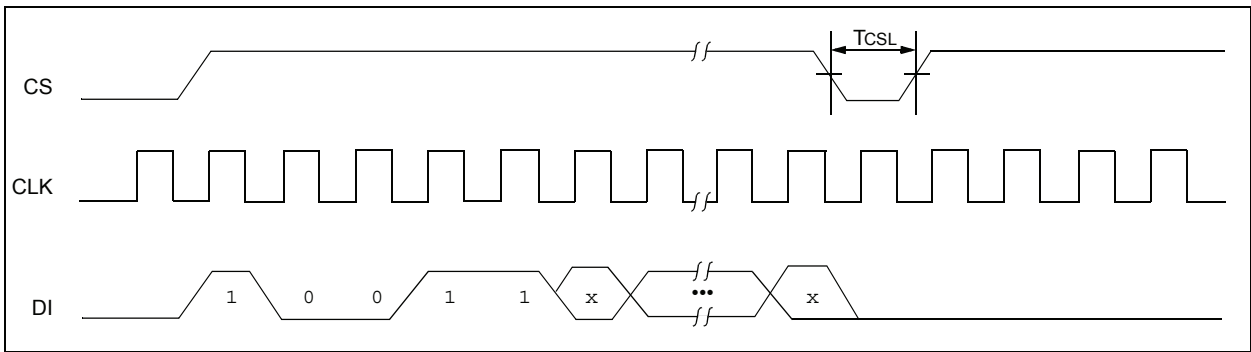 TCSL
CS
CLK
DI
1 0 0 1 1 x ••• x